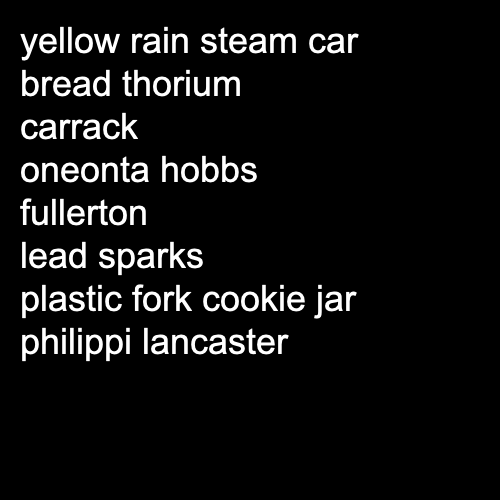 yellow rain steam car
bread thorium
carrack
oneonta hobbs
fullerton
lead sparks
plastic fork cookie jar
philippi lancaster